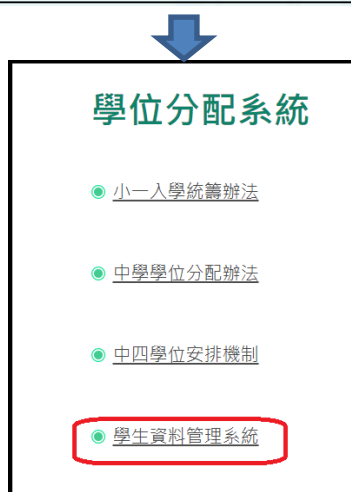 學位分配系統
小一入學統籌辦法
中學學位分配辦法
中四學位安排機制
學生資料管理系統